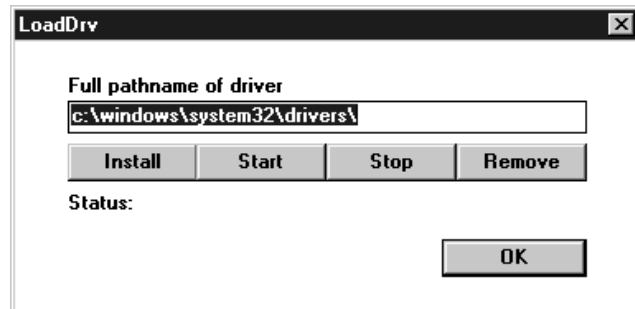 LoadDrv
Full pathname of driver
c:\windows\system32\drivers\
Install Start Stop Remove
Status:
OK